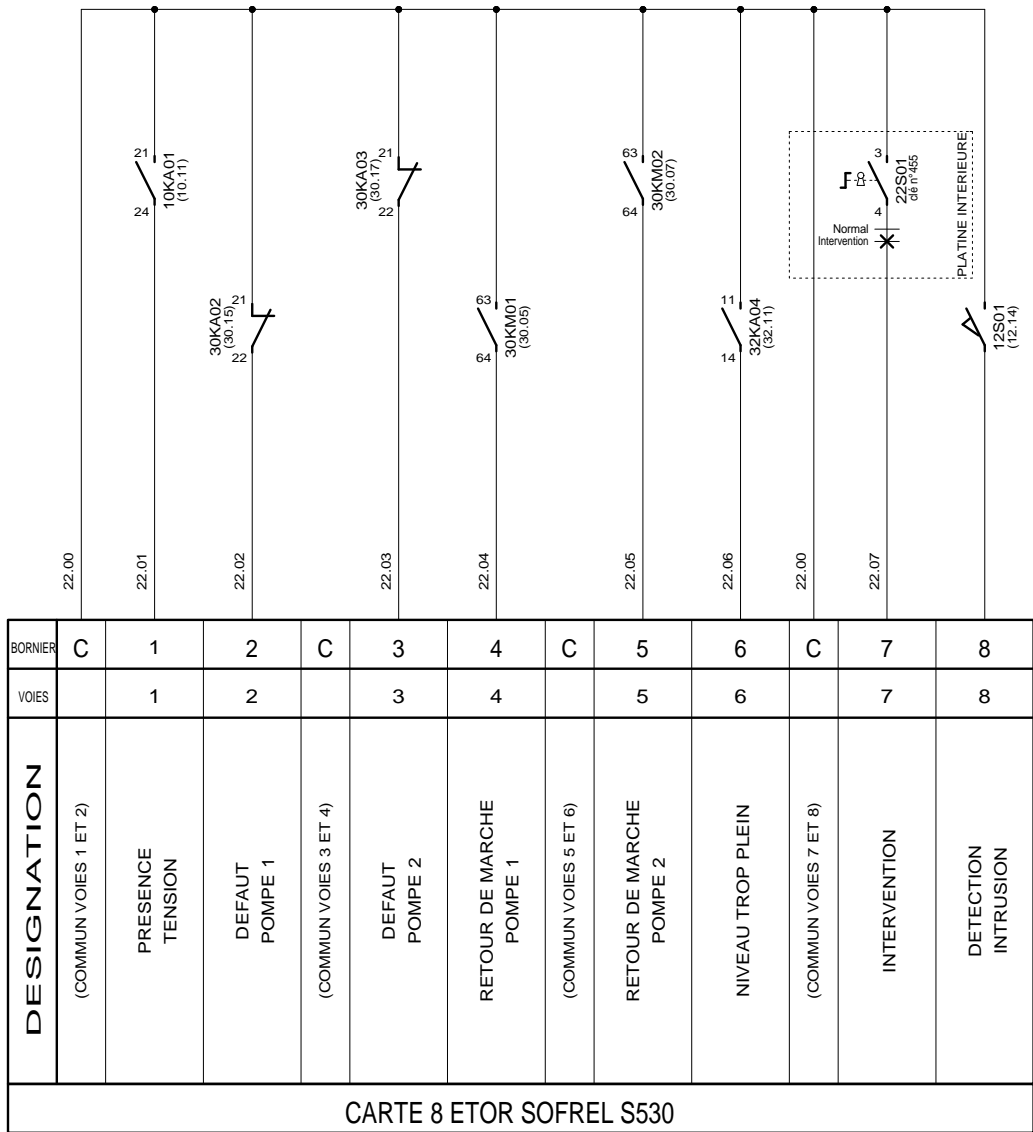 21
10KA01
(10.11)
24
21
30KA03
(30.17)
22
63
30KM02
(30.07)
64
3
22S01
clé n°455
4
Normal
Intervention
PLATINE INTERIEURE
21
30KA02
(30.15)
22
63
30KM01
(30.05)
64
11
32KA04
(32.11)
14
12S01
(12.14)
22.00
22.01
22.02
22.03
22.04
22.05
22.06
22.00
22.07
BORNIER C 1 2 C 3 4 C 5 6 C 7 8
VOIES 1 2 3 4 5 6 7 8
DESIGNATION
(COMMUN VOIES 1 ET 2)
PRESENCE
TENSION
DEFAUT
POMPE 1
(COMMUN VOIES 3 ET 4)
DEFAUT
POMPE 2
RETOUR DE MARCHE
POMPE 1
(COMMUN VOIES 5 ET 6)
RETOUR DE MARCHE
POMPE 2
NIVEAU TROP PLEIN
(COMMUN VOIES 7 ET 8)
INTERVENTION
DETECTION
INTRUSION
CARTE 8 ETOR SOFREL S530